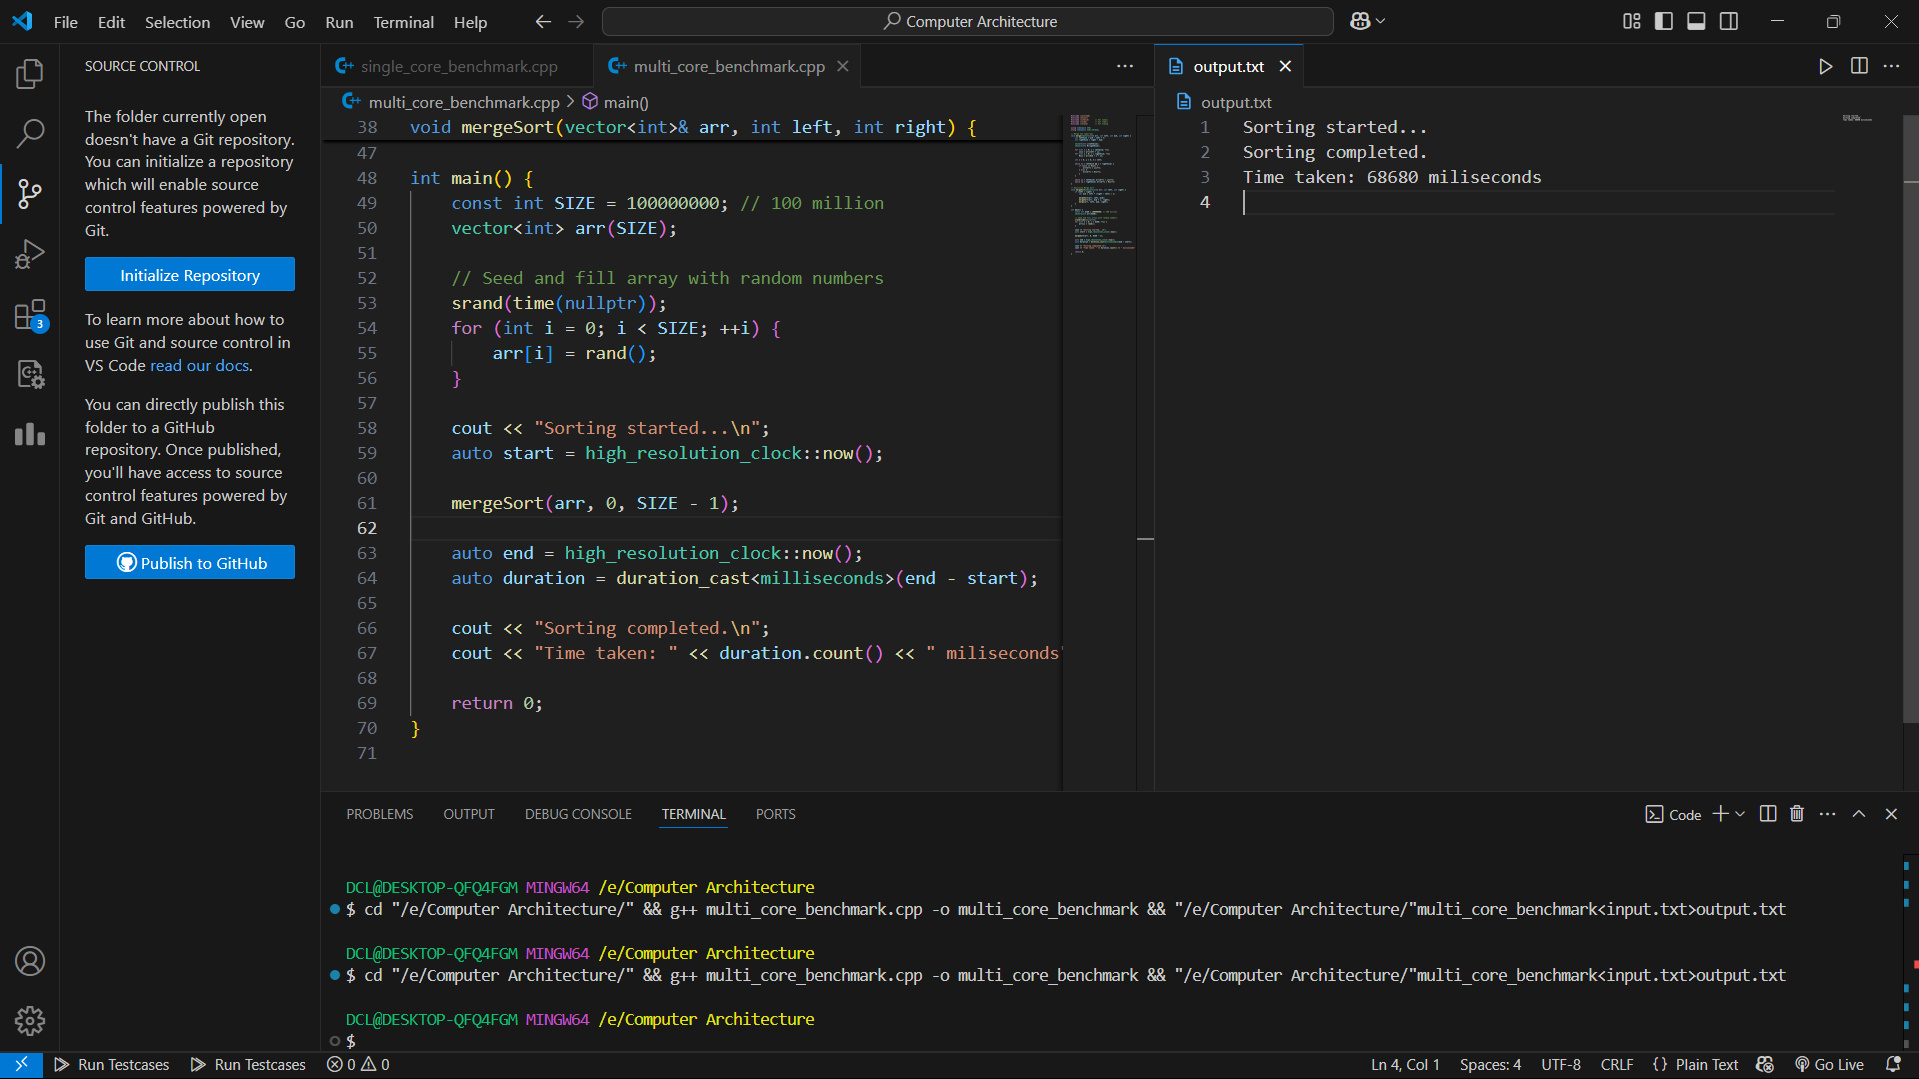 File Edit Selection View Go Run Terminal Help
Computer Architecture
SOURCE CONTROL
The folder currently open
doesn't have a Git repository.
You can initialize a repository
which will enable source
control features powered by
Git.
Initialize Repository
To learn more about how to
use Git and source control in
VS Code read our docs.
You can directly publish this
folder to a GitHub
repository. Once published,
you'll have access to source
control features powered by
Git and GitHub.
Publish to GitHub
3
single_core_benchmark.cpp
multi_core_benchmark.cpp
multi_core_benchmark.cpp > main()
38 void mergeSort(vector<int>& arr, int left, int right) {
47
48 int main() {
49 const int SIZE = 100000000; // 100 million
50 vector<int> arr(SIZE);
51
52 // Seed and fill array with random numbers
53 srand(time(nullptr));
54 for (int i = 0; i < SIZE; ++i) {
55 arr[i] = rand();
56 }
57
58 cout << "Sorting started...\n";
59 auto start = high_resolution_clock::now();
60
61 mergeSort(arr, 0, SIZE - 1);
62
63 auto end = high_resolution_clock::now();
64 auto duration = duration_cast<milliseconds>(end - start);
65
66 cout << "Sorting completed.\n";
67 cout << "Time taken: " << duration.count() << " miliseconds"
68
69 return 0;
70 }
71
output.txt
output.txt
1 Sorting started...
2 Sorting completed.
3 Time taken: 68680 miliseconds
4
PROBLEMS OUTPUT DEBUG CONSOLE TERMINAL PORTS
Code
DCL@DESKTOP-QFQ4FGM MINGW64 /e/Computer Architecture
$ cd "/e/Computer Architecture/" && g++ multi_core_benchmark.cpp -o multi_core_benchmark && "/e/Computer Architecture/"multi_core_benchmark<input.txt>output.txt
DCL@DESKTOP-QFQ4FGM MINGW64 /e/Computer Architecture
$ cd "/e/Computer Architecture/" && g++ multi_core_benchmark.cpp -o multi_core_benchmark && "/e/Computer Architecture/"multi_core_benchmark<input.txt>output.txt
DCL@DESKTOP-QFQ4FGM MINGW64 /e/Computer Architecture
$
Run Testcases Run Testcases 0 0 Ln 4, Col 1 Spaces: 4 UTF-8 CRLF {} Plain Text Go Live